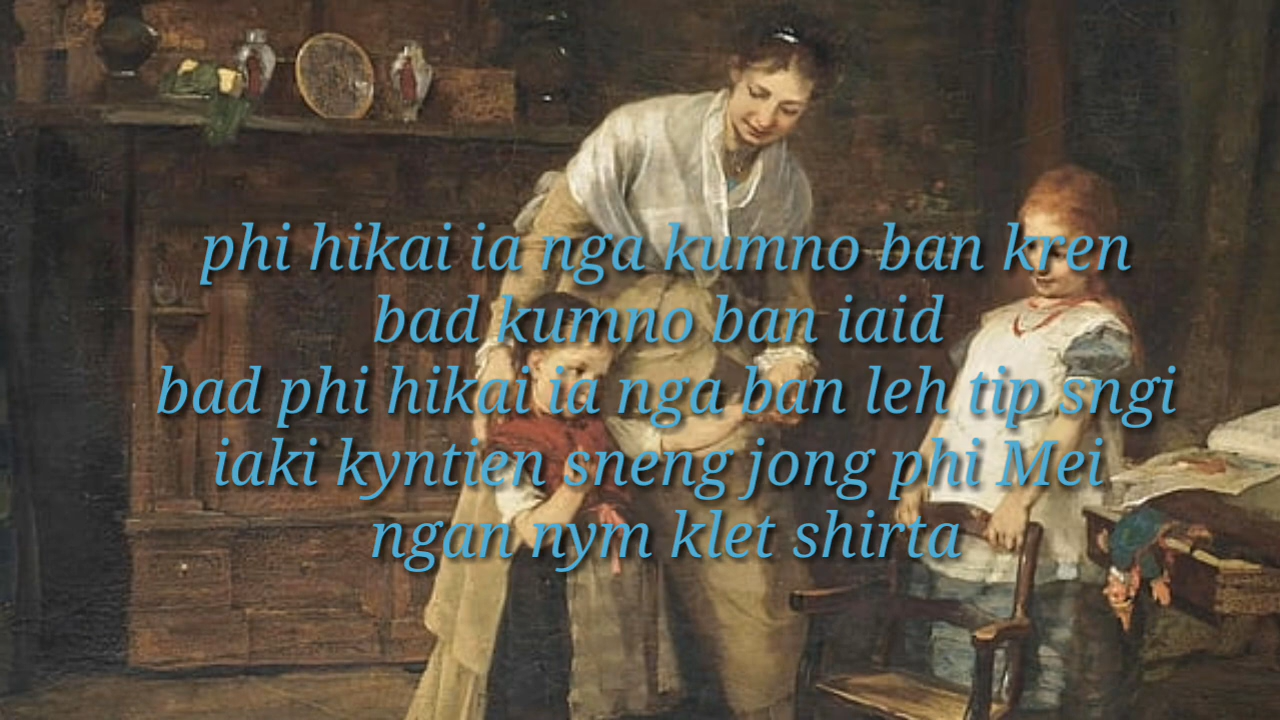 phi hikai ia nga kumno ban kren
bad kumno ban iaid
bad phi hikai ia nga ban leh tip sngi
iaki kyntien sneng jong phi Mei
ngan nym klet shirta